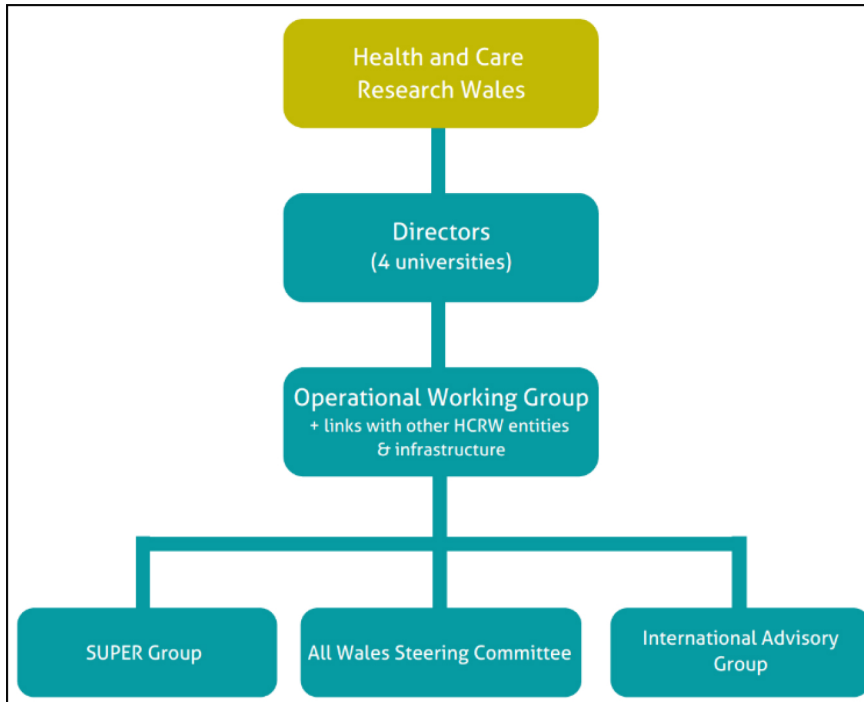 Health and Care
Research Wales
Directors
(4 universities)
Operational Working Group
+ links with other HCRW entities
& infrastructure
SUPER Group
All Wales Steering Committee
International Advisory
Group